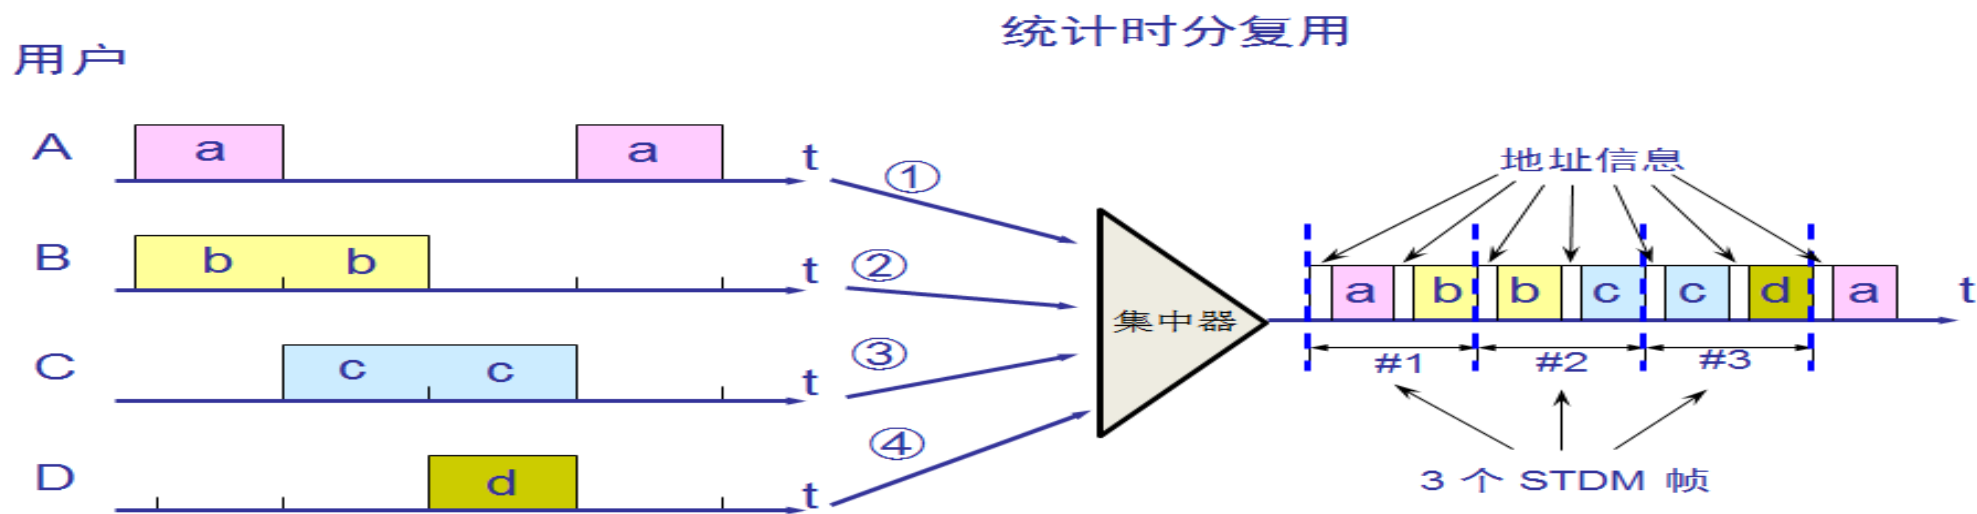 统计时分复用
用户
A a a t ①
B b b t ②
C c c t ③
D d t ④
集中器
地址信息
a b b c c d a t
#1 #2 #3
3 个 STDM 帧